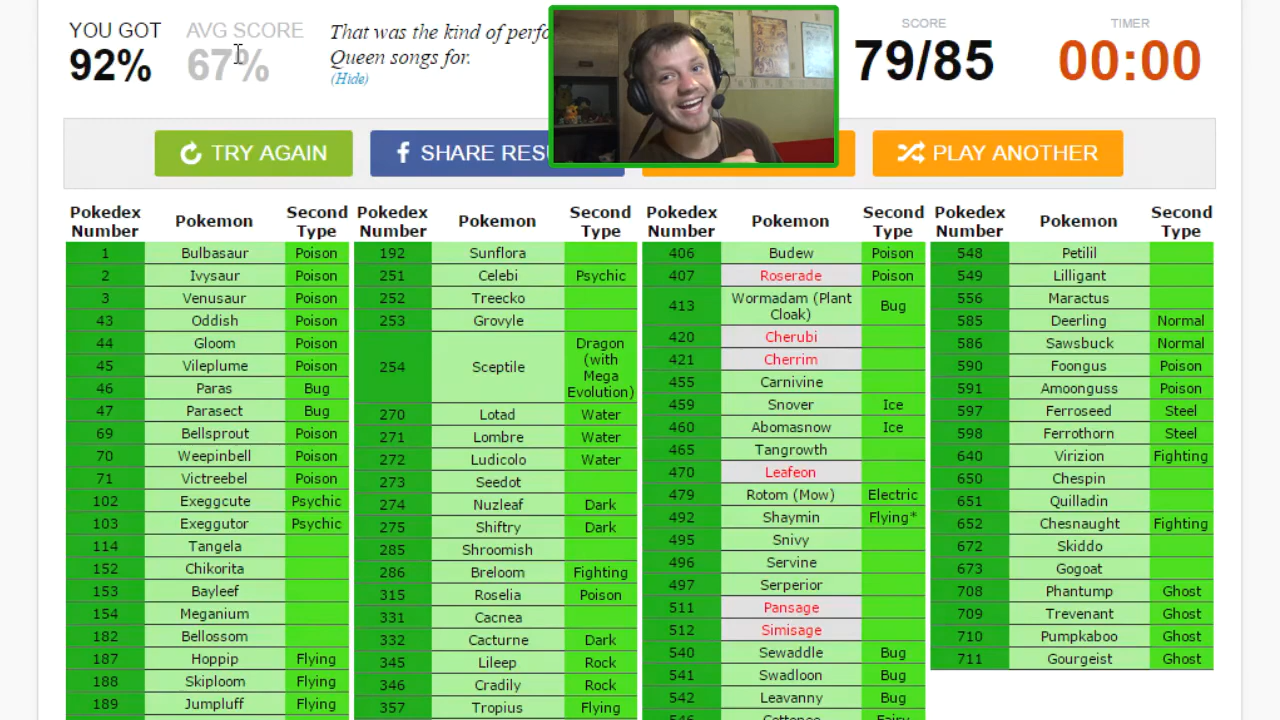 YOU GOT
92%
AVG SCORE
67%
That was the kind of
Queen songs for.
(Hide)
SCORE
79/85
TIMER
00:00
TRY AGAIN
SHARE
PLAY ANOTHER
Pokedex Number Pokemon Second Type
1 Bulbasaur Poison
2 Ivysaur Poison
3 Venusaur Poison
43 Oddish Poison
44 Gloom Poison
45 Vileplume Poison
46 Paras Bug
47 Parasect Bug
69 Bellsprout Poison
70 Weepinbell Poison
71 Victreebel Poison
102 Exeggcute Psychic
103 Exeggutor Psychic
114 Tangela
152 Chikorita
153 Bayleef
154 Meganium
182 Bellossom
187 Hoppip Flying
188 Skiploom Flying
189 Jumpluff Flying
Pokedex Number Pokemon Second Type
192 Sunflora
251 Celebi Psychic
252 Treecko
253 Grovyle
254 Sceptile Dragon (with Mega Evolution)
270 Lotad Water
271 Lombre Water
272 Ludicolo Water
273 Seedot
274 Nuzleaf Dark
275 Shiftry Dark
285 Shroomish
286 Breloom Fighting
315 Roselia Poison
331 Cacnea
332 Cacturne Dark
345 Lileep Rock
346 Cradily Rock
357 Tropius Flying
Pokedex Number Pokemon Second Type
406 Budew Poison
407 Roserade Poison
413 Wormadam (Plant Cloak) Bug
420 Cherubi
421 Cherrim
455 Carnivine
459 Snover Ice
460 Abomasnow Ice
465 Tangrowth
470 Leafeon
479 Rotom (Mow) Electric
492 Shaymin Flying*
495 Snivy
496 Servine
497 Serperior
511 Pansage
512 Simisage
540 Sewaddle Bug
541 Swadloon Bug
542 Leavanny Bug
Pokedex Number Pokemon Second Type
548 Petilil
549 Lilligant
556 Maractus
585 Deerling Normal
586 Sawsbuck Normal
590 Foongus Poison
591 Amoonguss Poison
597 Ferroseed Steel
598 Ferrothorn Steel
640 Virizion Fighting
650 Chespin
651 Quilladin
652 Chesnaught Fighting
672 Skiddo
673 Gogoat
708 Phantump Ghost
709 Trevenant Ghost
710 Pumpkaboo Ghost
711 Gourgeist Ghost